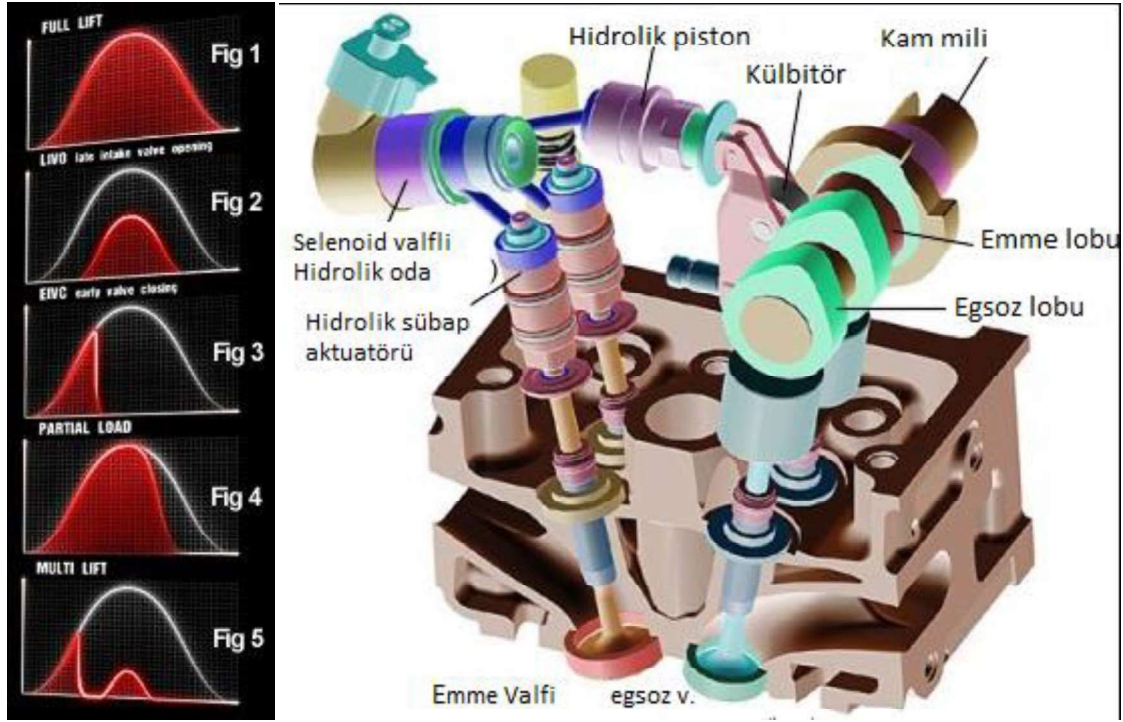 FULL LIFT
Fig 1
LIVO late intake valve opening
Fig 2
EIVC early valve closing
Fig 3
PARTIAL LOAD
Fig 4
MULTI LIFT
Fig 5
Hidrolik piston
Kam mili
Külbitör
Selenoid valfli
Hidrolik oda
Emme lobu
Egsoz lobu
Hidrolik sübap
aktuatörü
Emme Valfi
egsoz v.